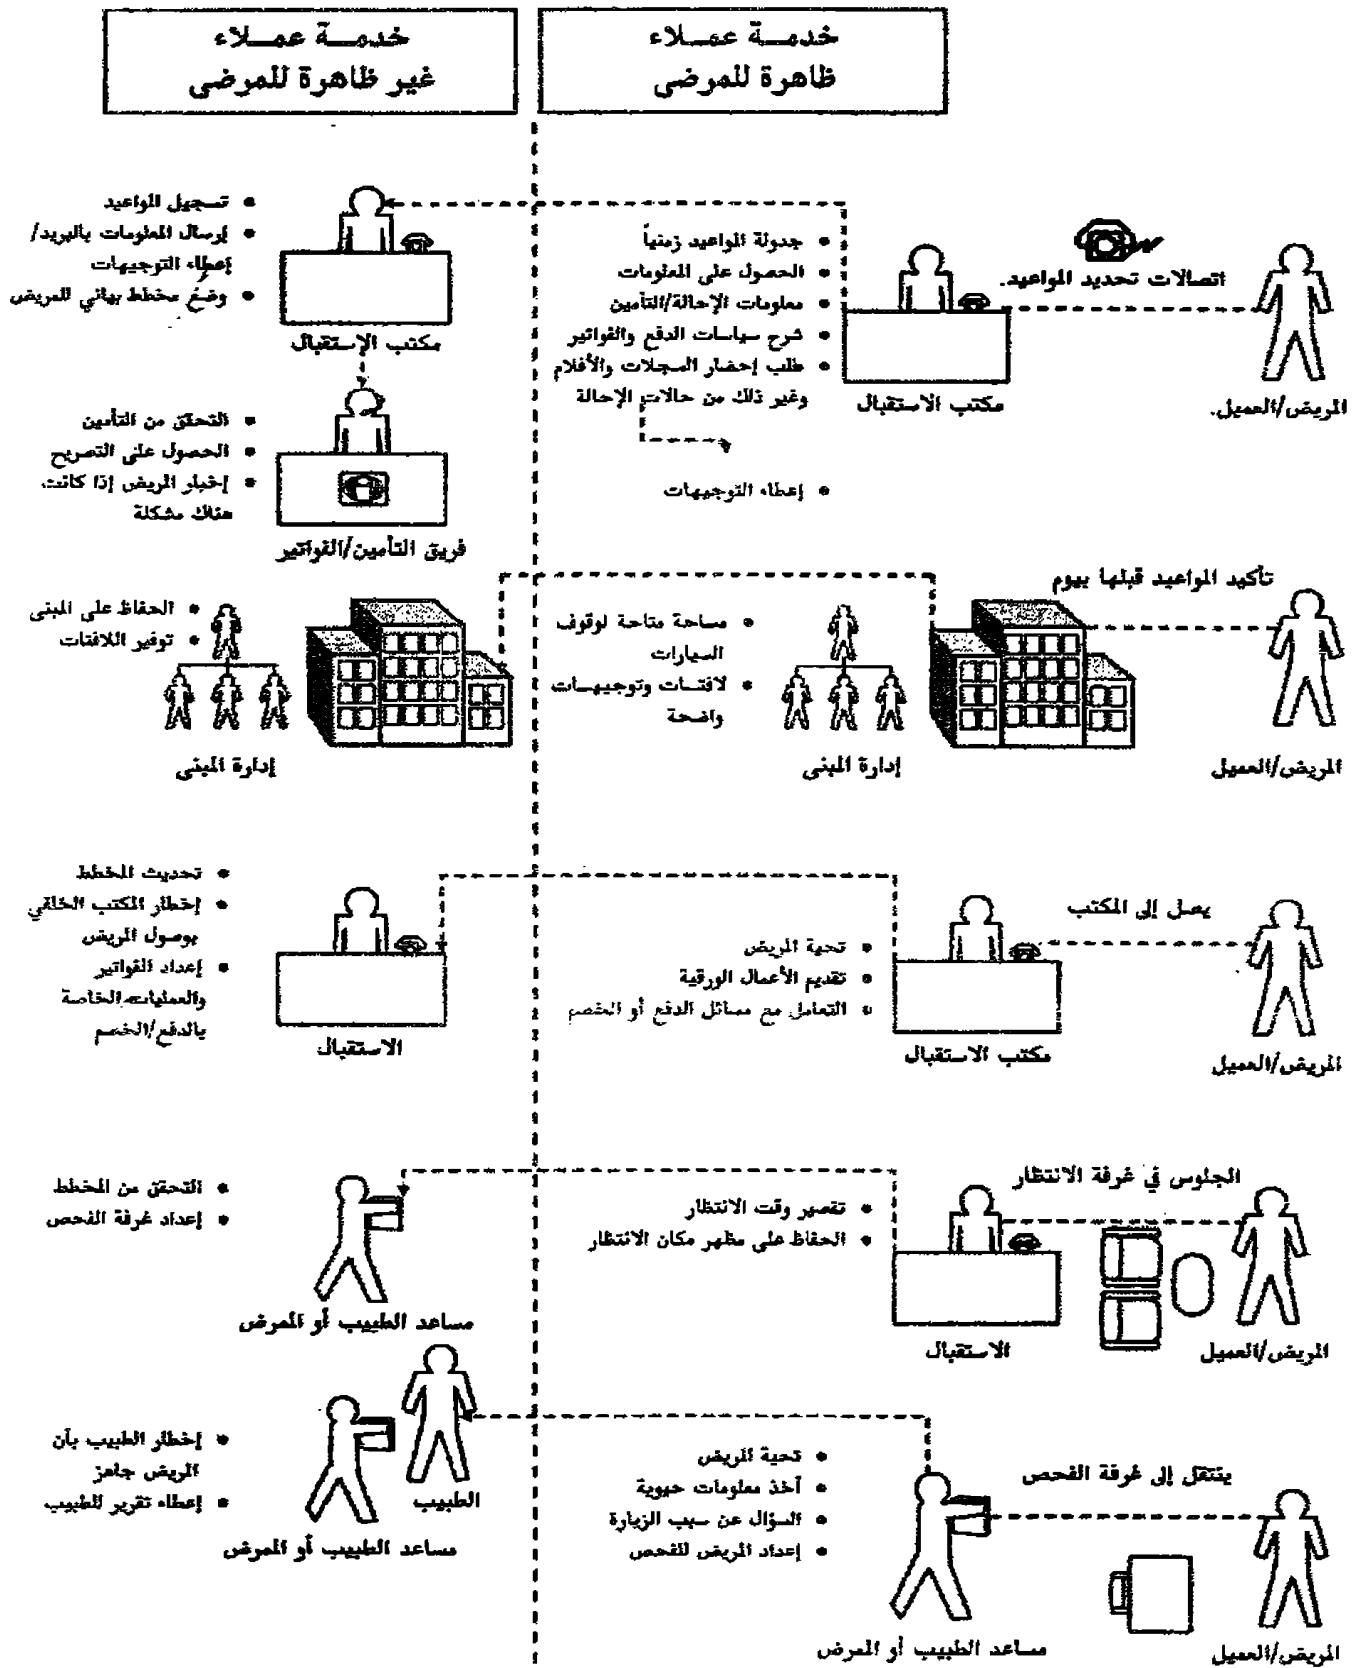 خدمــة عمــلاء
ظاهرة للمرضى
خدمــة عمــلاء
غير ظاهرة للمرضى
اتصالات تحديد المواعيد.
المريض/العميل.
مكتب الاستقبال
• جدولة المواعيد زمنياً
• الحصول على المعلومات
• معلومات الإحالة/التأمين
• شرح سياسات الدفع والفواتير
• طلب إحضار السجلات والأفلام
وغير ذلك من حالات الإحالة
• إعطاء التوجيهات
• تسجيل المواعيد
• إرسال المعلومات بالبريد/
إعطاء التوجيهات
• وضع مخطط بياني للمريض
مكتب الإستقبال
• التحقق من التأمين
• الحصول على التصريح
• إخبار المريض إذا كانت
هناك مشكلة
فريق التأمين/الفواتير
تأكيد المواعيد قبلها بيوم
المريض/العميل
• مساحة متاحة لوقوف
السيارات
• لافتــات وتوجيهــات
واضحة
إدارة المبنى
• الحفاظ على المبنى
• توفير اللافتات
إدارة المبنى
يصل إلى المكتب
المريض/العميل
مكتب الاستقبال
• تحية المريض
• تقديم الأعمال الورقية
• التعامل مع مسائل الدفع أو الخصم
• تحديث المخطط
• إخطار المكتب الخلفي
بوصول المريض
• إعداد الفواتير
والعمليات الخاصة
بالدفع/الخصم
الاستقبال
الجلوس في غرفة الانتظار
المريض/العميل
الاستقبال
• تقصير وقت الانتظار
• الحفاظ على مظهر مكان الانتظار
• التحقق من المخطط
• إعداد غرفة الفحص
مساعد الطبيب أو الممرض
ينتقل إلى غرفة الفحص
المريض/العميل
مساعد الطبيب أو الممرض
• تحية المريض
• أخذ معلومات حيوية
• السؤال عن سبب الزيارة
• إعداد المريض للفحص
الطبيب
مساعد الطبيب أو الممرض
• إخطار الطبيب بأن
المريض جاهز
• إعطاء تقرير للطبيب